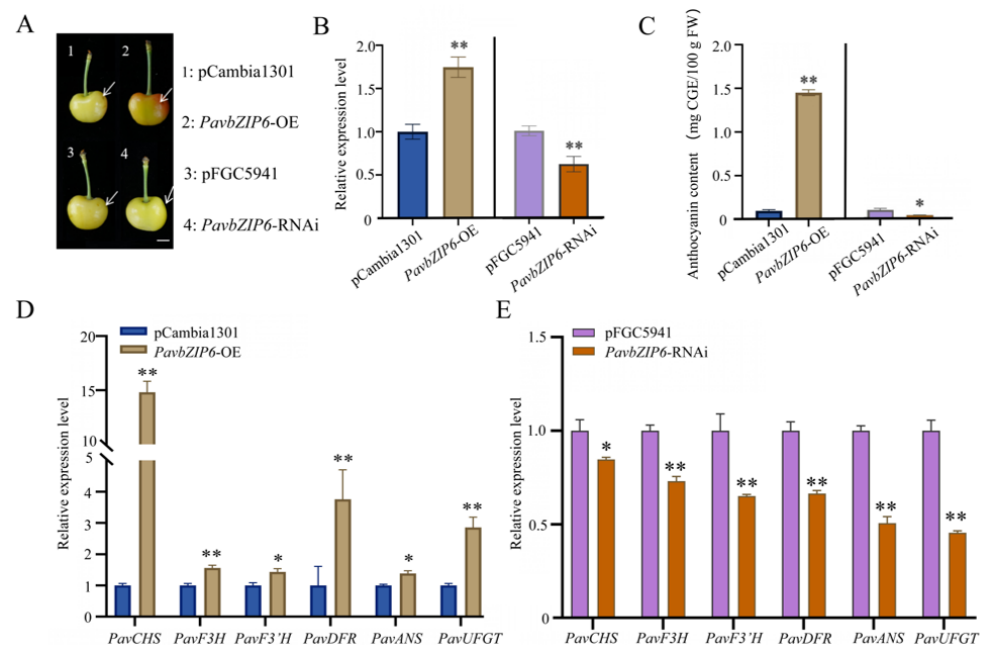 A
1
2
3
4
1: pCambia1301
2: PavbZIP6-OE
3: pFGC5941
4: PavbZIP6-RNAi
B
Relative expression level
2.0
1.5
1.0
0.5
0
**
**
pCambia1301
PavbZIP6-OE
pFGC5941
PavbZIP6-RNAi
C
Anthocyanin content (mg CGE/100 g FW)
2.0
1.5
1.0
0.5
0
**
*
pCambia1301
PavbZIP6-OE
pFGC5941
PavbZIP6-RNAi
D
pCambia1301
PavbZIP6-OE
Relative expression level
20
15
10
5
4
3
2
1
0
**
**
*
**
*
**
PavCHS
PavF3H
PavF3’H
PavDFR
PavANS
PavUFGT
E
pFGC5941
PavbZIP6-RNAi
Relative expression level
1.5
1.0
0.5
0
*
**
**
**
**
**
PavCHS
PavF3H
PavF3’H
PavDFR
PavANS
PavUFGT